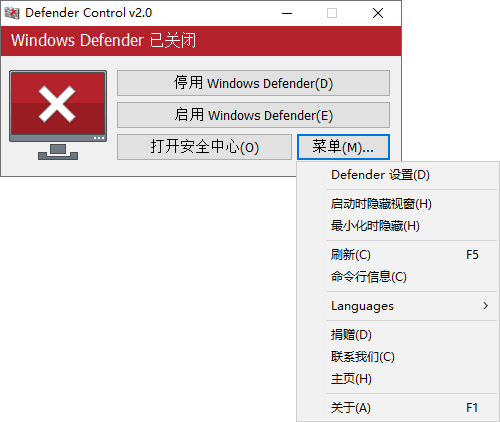 Defender Control v2.0
Windows Defender 已关闭
停用 Windows Defender(D)
启用 Windows Defender(E)
打开安全中心(O)
菜单(M)...
Defender 设置(D)
启动时隐藏视窗(H)
最小化时隐藏(H)
刷新(C) F5
命令行信息(C)
Languages
捐赠(D)
联系我们(C)
主页(H)
关于(A) F1